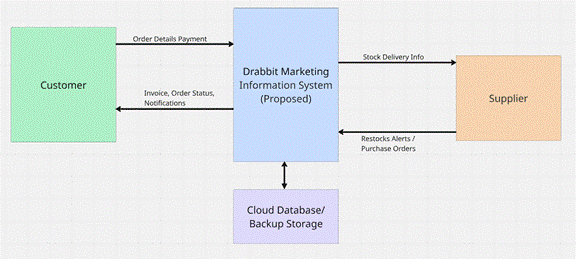 Order Details Payment
Customer
Invoice, Order Status,
Notifications
Drabbit Marketing
Information System
(Proposed)
Stock Delivery Info
Supplier
Restocks Alerts /
Purchase Orders
Cloud Database/
Backup Storage